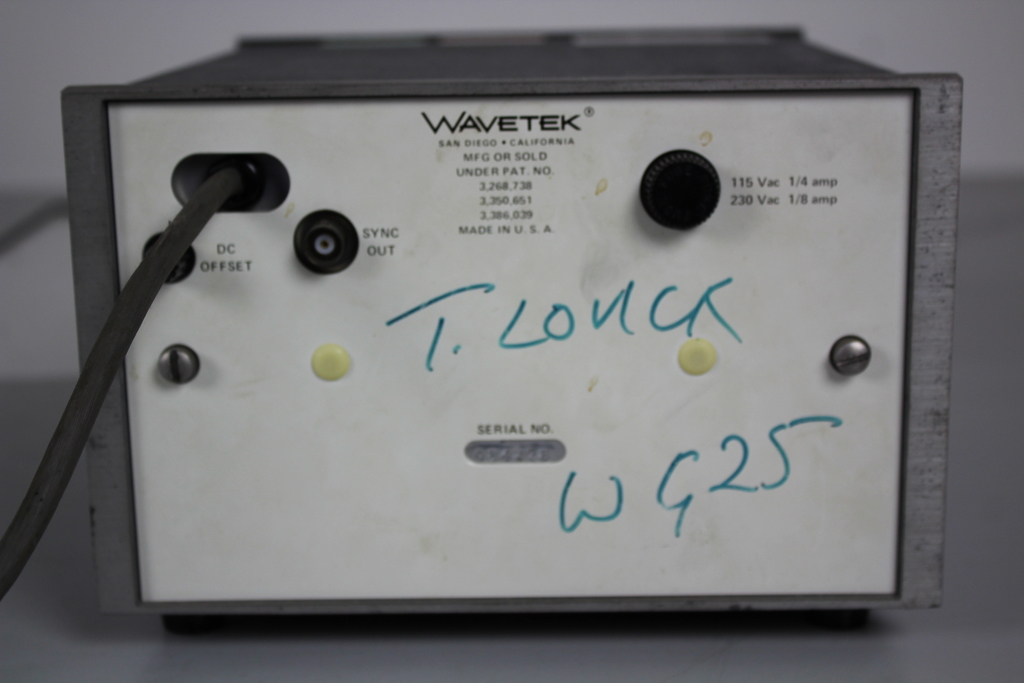 WAVETEK®
SAN DIEGO • CALIFORNIA
MFG OR SOLD
UNDER PAT. NO.
3,268,738
3,350,651
3,386,039
MADE IN U. S. A.
115 Vac 1/4 amp
230 Vac 1/8 amp
SYNC
OUT
DC
OFFSET
T. LOUCK
SERIAL NO.
WG25